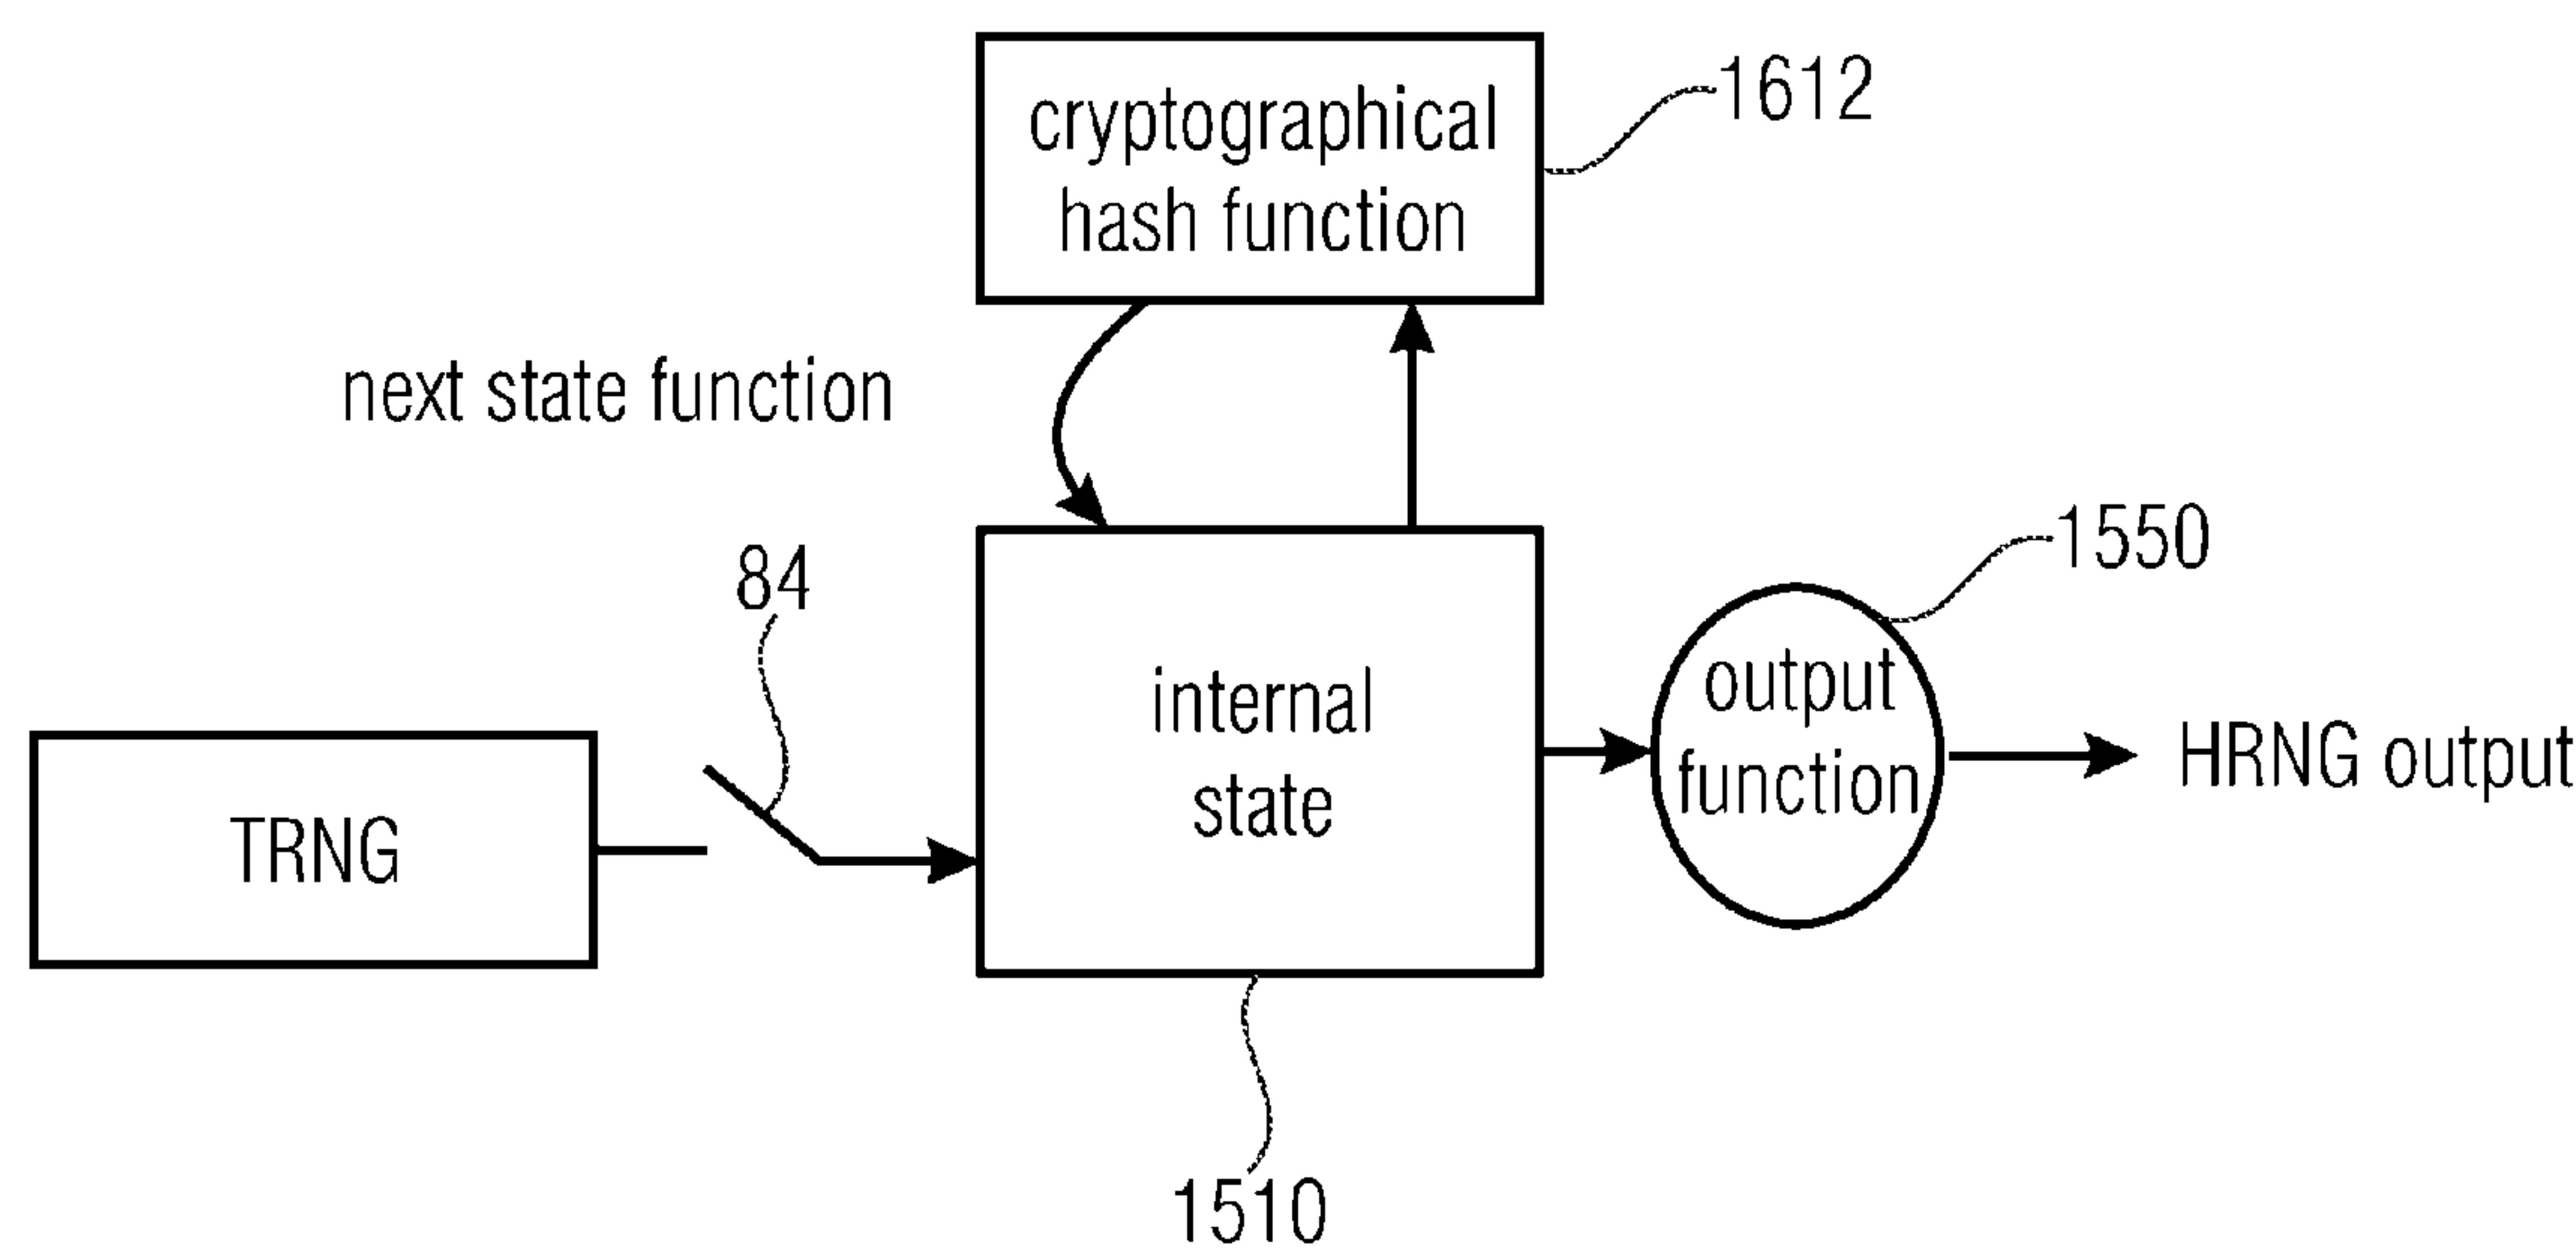 cryptographical
hash function
1612
next state function
84
1550
internal
state
output
function
HRNG output
TRNG
1510